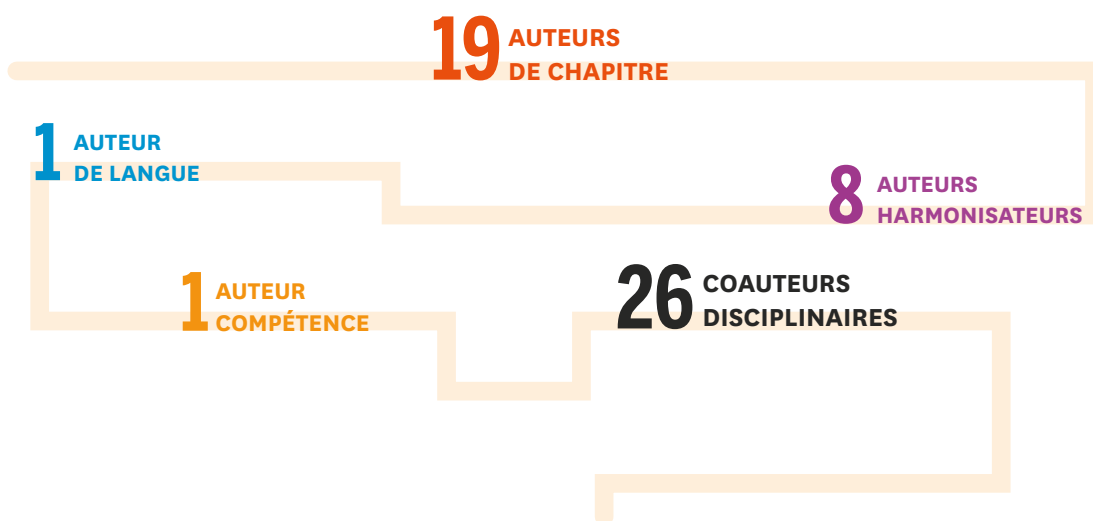 19 AUTEURS
DE CHAPITRE
1 AUTEUR
DE LANGUE
8 AUTEURS
HARMONISATEURS
1 AUTEUR
COMPÉTENCE
26 COAUTEURS
DISCIPLINAIRES